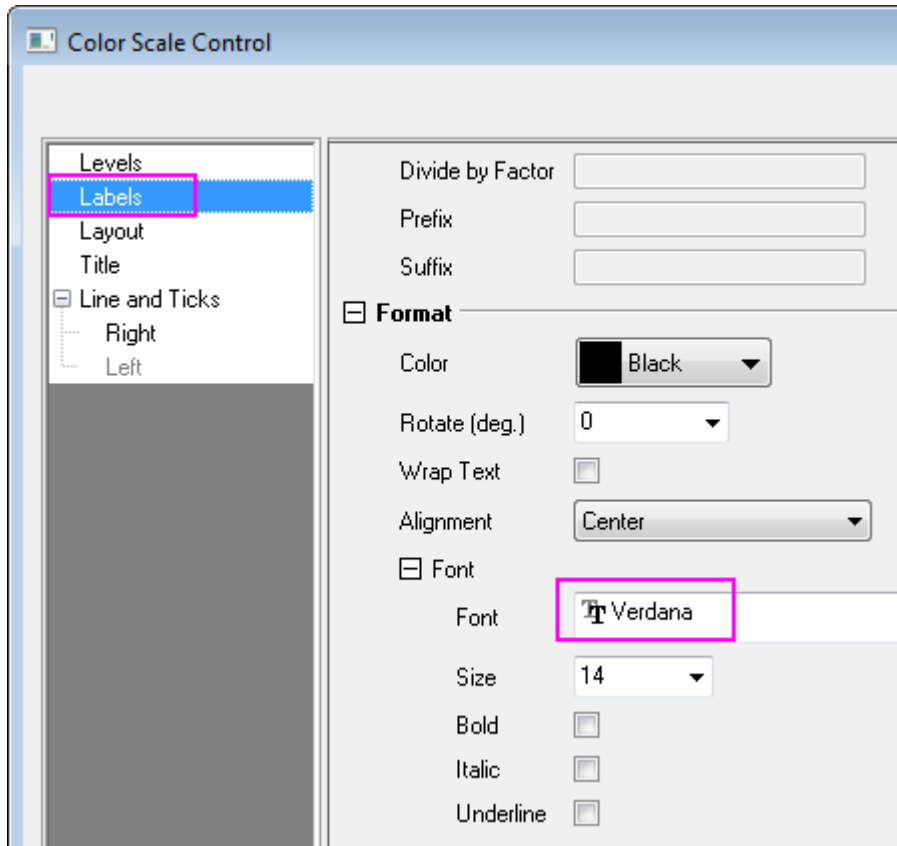 Color Scale Control
Levels
Labels
Layout
Title
Line and Ticks
Right
Left
Divide by Factor
Prefix
Suffix
Format
Color Black
Rotate (deg.) 0
Wrap Text
Alignment Center
Font
Font Verdana
Size 14
Bold
Italic
Underline